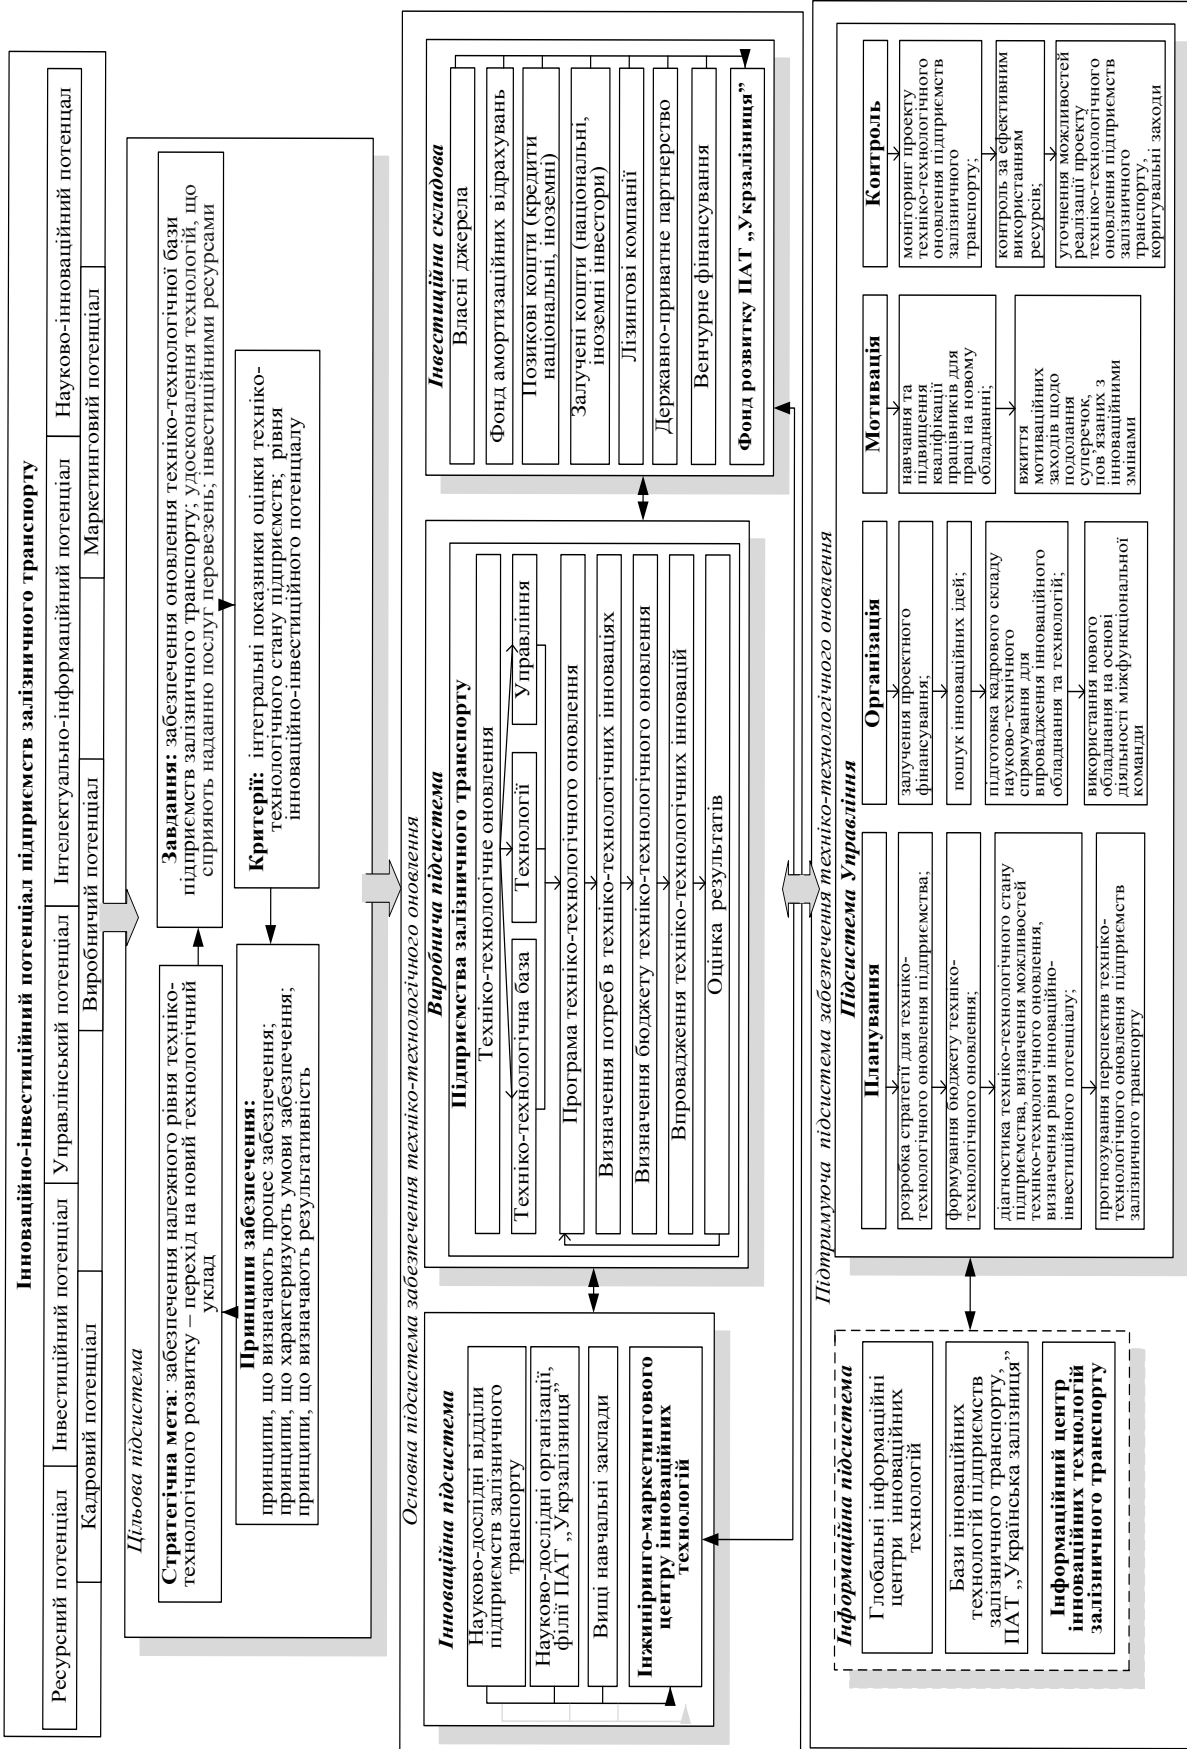 Інноваційно-інвестиційний потенціал підприємств залізничного транспорту
Ресурсний потенціал
Інвестиційний потенціал
Управлінський потенціал
Інтелектуально-інформаційний потенціал
Науково-інноваційний потенцал
Кадровий потенціал
Виробничий потенціал
Маркетинговий потенціал
Цільова підсистема
Стратегічна мета: забезпечення належного рівня техніко-
технологічного розвитку – перехід на новий технологічний
уклад
Завдання: забезпечення оновлення техніко-технологічної бази
підприємств залізничного транспорту; удосконалення технологій, що
сприяють наданню послуг перевезень; інвестиційними ресурсами
Принципи забезпечення:
принципи, що визначають процес забезпечення;
принципи, що характеризують умови забезпечення;
принципи, що визначають результативність
Критерії: інтегральні показники оцінки техніко-
технологічного стану підприємств; рівня
інноваційно-інвестиційного потенціалу
Основна підсистема забезпечення техніко-технологічного оновлення
Інноваційна підсистема
Науково-дослідні відділи
підприємств залізничного
транспорту
Науково-дослідні організації,
філії ПАТ „Укрзалізниця”
Вищі навчальні заклади
Інжиніринго-маркетингового
центру інноваційних
технологій
Виробнича підсистема
Підприємства залізничного транспорту
Техніко-технологічне оновлення
Техніко-технологічна база
Технології
Управління
Програма техніко-технологічного оновлення
Визначення потреб в техніко-технологічних інноваціях
Визначення бюджету техніко-технологічного оновлення
Впровадження техніко-технологічних інновацій
Оцінка результатів
Інвестиційна складова
Власні джерела
Фонд амортизаційних відрахувань
Позикові кошти (кредити
національні, іноземні)
Залучені кошти (національні,
іноземні інвестори)
Лізингові компанії
Державно-приватне партнерство
Венчурне фінансування
Фонд розвитку ПАТ „Укрзалізниця”
Підтримуюча підсистема забезпечення техніко-технологічного оновлення
Інформаційна підсистема
Глобальні інформаційні
центри інноваційних
технологій
Бази інноваційних
технологій підприємств
залізничного транспорту,
ПАТ „Українська залізниця”
Інформаційний центр
інноваційних технологій
залізничного транспорту
Підсистема Управління
Планування
розробка стратегії для техніко-
технологічного оновлення підприємства;
формування бюджету техніко-
технологічного оновлення;
діагностика техніко-технологічного стану
підприємства, визначення можливостей
техніко-технологічного оновлення,
визначення рівня інноваційно-
інвестиційного потенціалу;
прогнозування перспектив техніко-
технологічного оновлення підприємств
залізничного транспорту
Організація
залучення проектного
фінансування;
пошук інноваційних ідей;
підготовка кадрового складу
науково-технічного
спрямування для
впровадження інноваційного
обладнання та технологій;
використання нового
обладнання на основі
діяльності міжфункціональної
команди
Мотивація
навчання та
підвищення
кваліфікації
працівників для
праці на новому
обладнанні;
вжиття
мотиваційних
заходів щодо
подолання
суперечок,
пов’язаних з
інноваційними
змінами
Контроль
моніторинг проекту
техніко-технологічного
оновлення підприємств
залізничного
транспорту;
контроль за ефективним
використанням
ресурсів;
уточнення можливостей
реалізації проекту
техніко-технологічного
оновлення підприємств
залізничного
транспорту,
коригувальні заходи